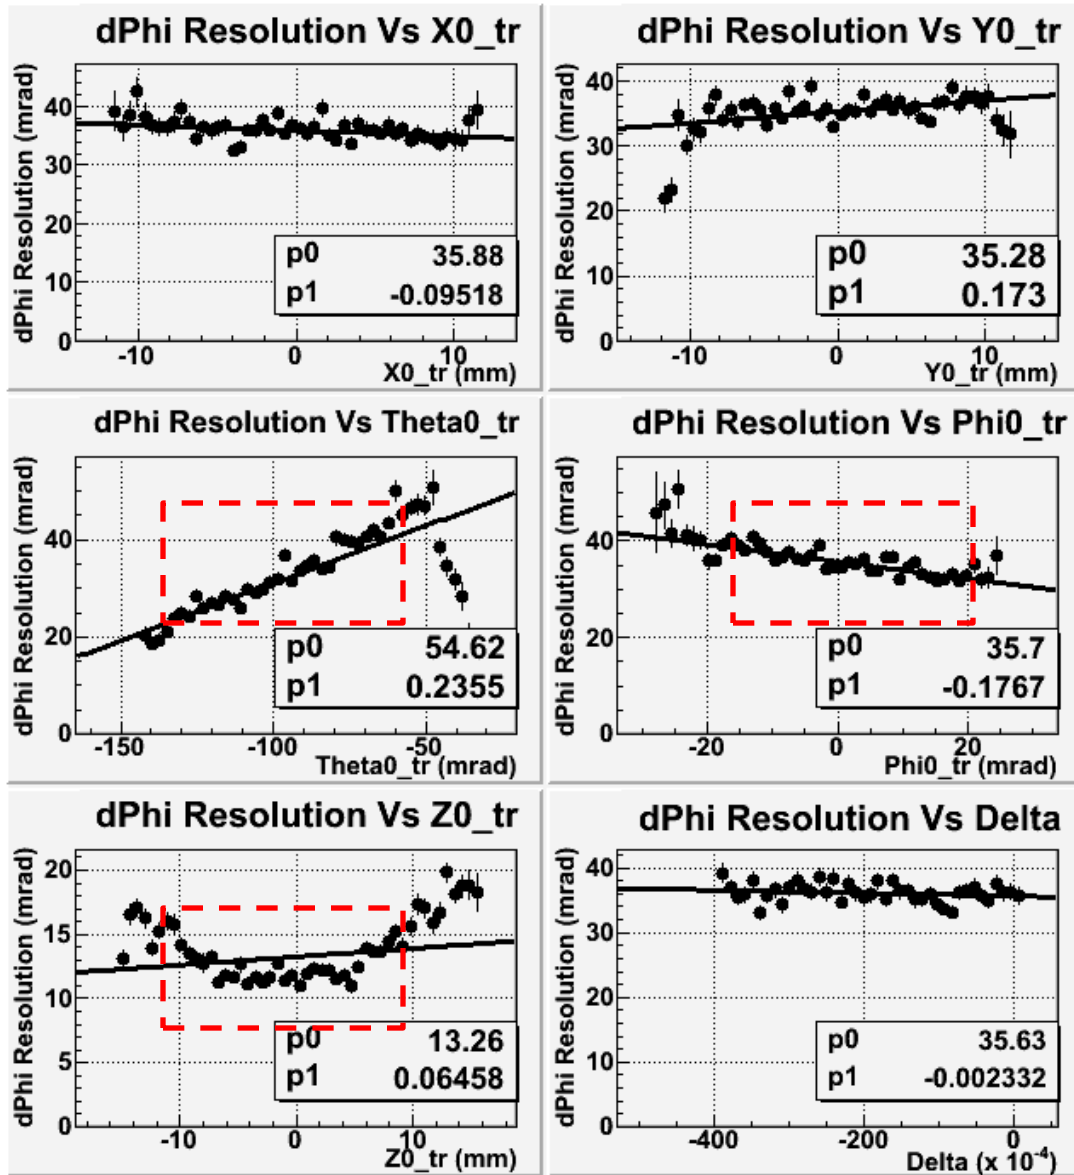 dPhi Resolution Vs X0_tr
dPhi Resolution (mrad)
40
30
20
10
0
-10
0
10
X0_tr (mm)
p0 35.88
p1 -0.09518
dPhi Resolution Vs Y0_tr
dPhi Resolution (mrad)
40
30
20
10
0
-10
0
10
Y0_tr (mm)
p0 35.28
p1 0.173
dPhi Resolution Vs Theta0_tr
dPhi Resolution (mrad)
40
20
0
-150
-100
-50
Theta0_tr (mrad)
p0 54.62
p1 0.2355
dPhi Resolution Vs Phi0_tr
dPhi Resolution (mrad)
40
20
0
-20
0
20
Phi0_tr (mrad)
p0 35.7
p1 -0.1767
dPhi Resolution Vs Z0_tr
dPhi Resolution (mrad)
20
15
10
5
0
-10
0
10
Z0_tr (mm)
p0 13.26
p1 0.06458
dPhi Resolution Vs Delta
dPhi Resolution (mrad)
40
30
20
10
0
-400
-200
0
Delta (x 10⁻⁴)
p0 35.63
p1 -0.002332